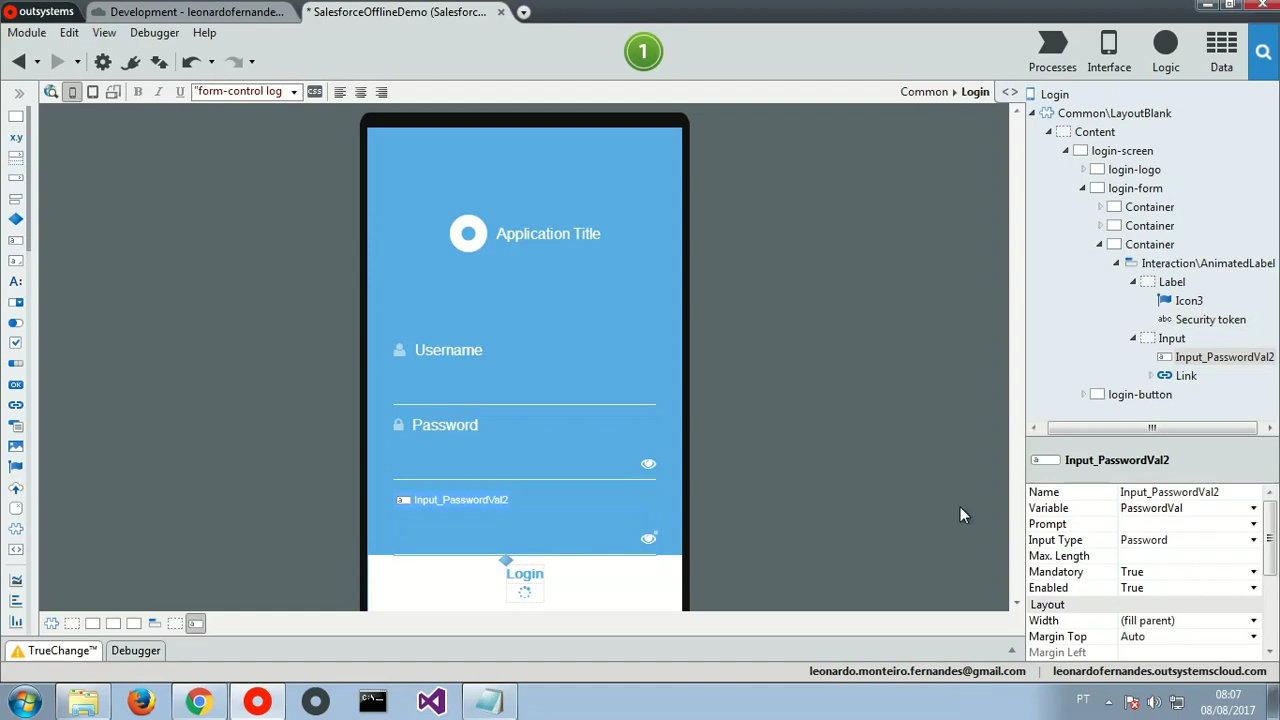 outsystems
Development - leonardofernande...
* SalesforceOfflineDemo (Salesforc...
Module Edit View Debugger Help
1
Processes Interface Logic Data
B I U "form-control log css
Common Login <>
Login
Common\LayoutBlank
Content
login-screen
login-logo
login-form
Container
Container
Container
Interaction\AnimatedLabel
Label
Icon3
abc Security token
Input
Input_PasswordVal2
Link
login-button
x,y
A:
OK
Application Title
Username
Password
Input_PasswordVal2
Login
Input_PasswordVal2
Name Input_PasswordVal2
Variable PasswordVal
Prompt
Input Type Password
Max. Length
Mandatory True
Enabled True
Layout
Width (fill parent)
Margin Top Auto
Margin Left
TrueChange™ Debugger
leonardo.monteiro.fernandes@gmail.com leonardofernandes.outsystemscloud.com
PT
08:07
08/08/2017